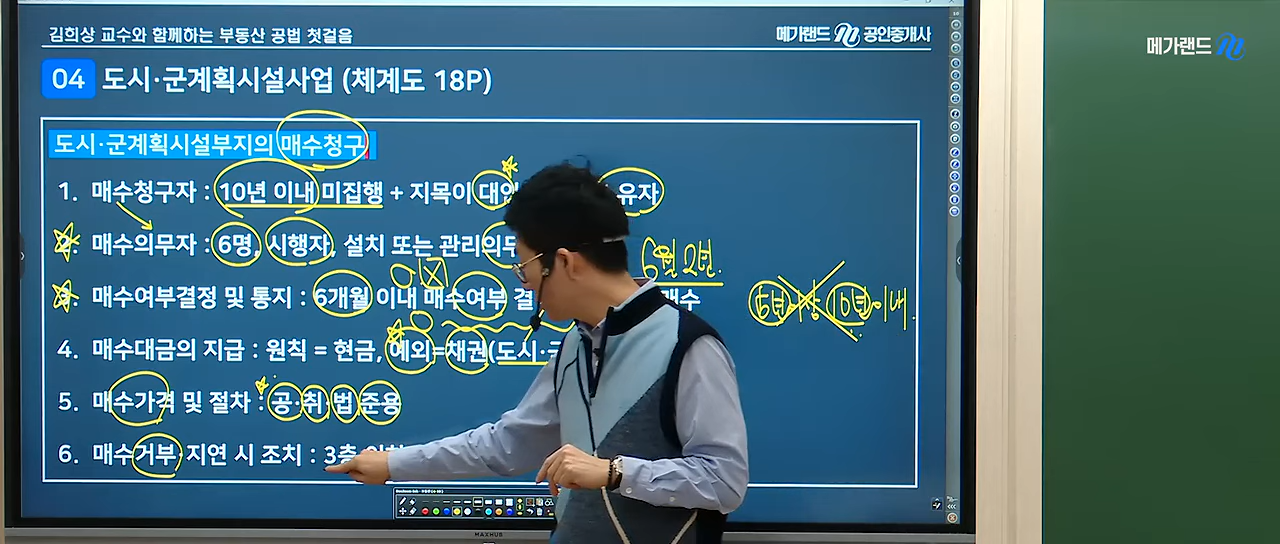 김희상 교수와 함께하는 부동산 공법 첫걸음
메가랜드 공인중개사
메가랜드
04 도시·군계획시설사업 (체계도 18P)
도시·군계획시설부지의 매수청구
1. 매수청구자 : 10년 이내 미집행 + 지목이 대인 유자
2. 매수의무자 : 6명, 시행자, 설치 또는 관리의무
6월 2년.
3. 매수여부결정 및 통지 : 6개월 이내 매수여부 결 매수
10년 이내.
4. 매수대금의 지급 : 원칙 = 현금, 예외=채권(도시·
5. 매수가격 및 절차 : 공·취 법 준용
6. 매수거부·지연 시 조치 : 3층
MAXHUB